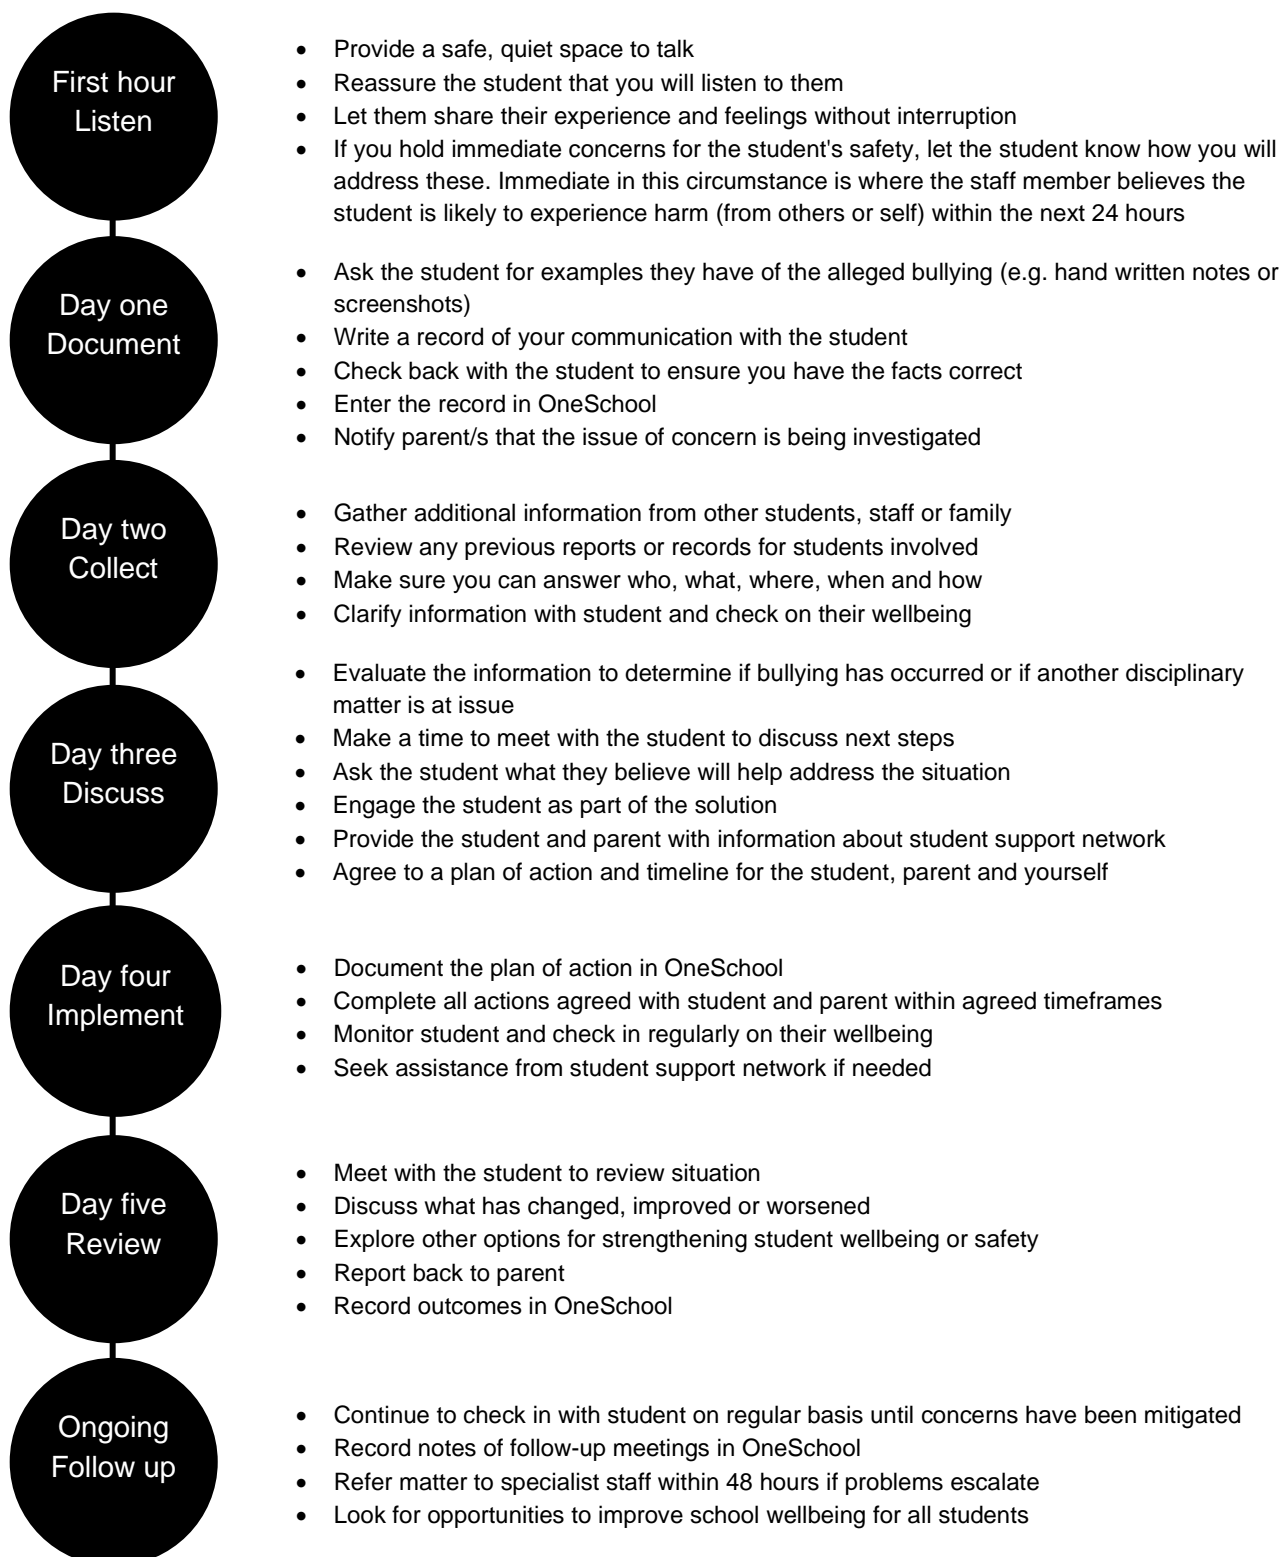 First hour
Listen
• Provide a safe, quiet space to talk
• Reassure the student that you will listen to them
• Let them share their experience and feelings without interruption
• If you hold immediate concerns for the student's safety, let the student know how you will
address these. Immediate in this circumstance is where the staff member believes the
student is likely to experience harm (from others or self) within the next 24 hours
Day one
Document
• Ask the student for examples they have of the alleged bullying (e.g. hand written notes or
screenshots)
• Write a record of your communication with the student
• Check back with the student to ensure you have the facts correct
• Enter the record in OneSchool
• Notify parent/s that the issue of concern is being investigated
Day two
Collect
• Gather additional information from other students, staff or family
• Review any previous reports or records for students involved
• Make sure you can answer who, what, where, when and how
• Clarify information with student and check on their wellbeing
Day three
Discuss
• Evaluate the information to determine if bullying has occurred or if another disciplinary
matter is at issue
• Make a time to meet with the student to discuss next steps
• Ask the student what they believe will help address the situation
• Engage the student as part of the solution
• Provide the student and parent with information about student support network
• Agree to a plan of action and timeline for the student, parent and yourself
Day four
Implement
• Document the plan of action in OneSchool
• Complete all actions agreed with student and parent within agreed timeframes
• Monitor student and check in regularly on their wellbeing
• Seek assistance from student support network if needed
Day five
Review
• Meet with the student to review situation
• Discuss what has changed, improved or worsened
• Explore other options for strengthening student wellbeing or safety
• Report back to parent
• Record outcomes in OneSchool
Ongoing
Follow up
• Continue to check in with student on regular basis until concerns have been mitigated
• Record notes of follow-up meetings in OneSchool
• Refer matter to specialist staff within 48 hours if problems escalate
• Look for opportunities to improve school wellbeing for all students